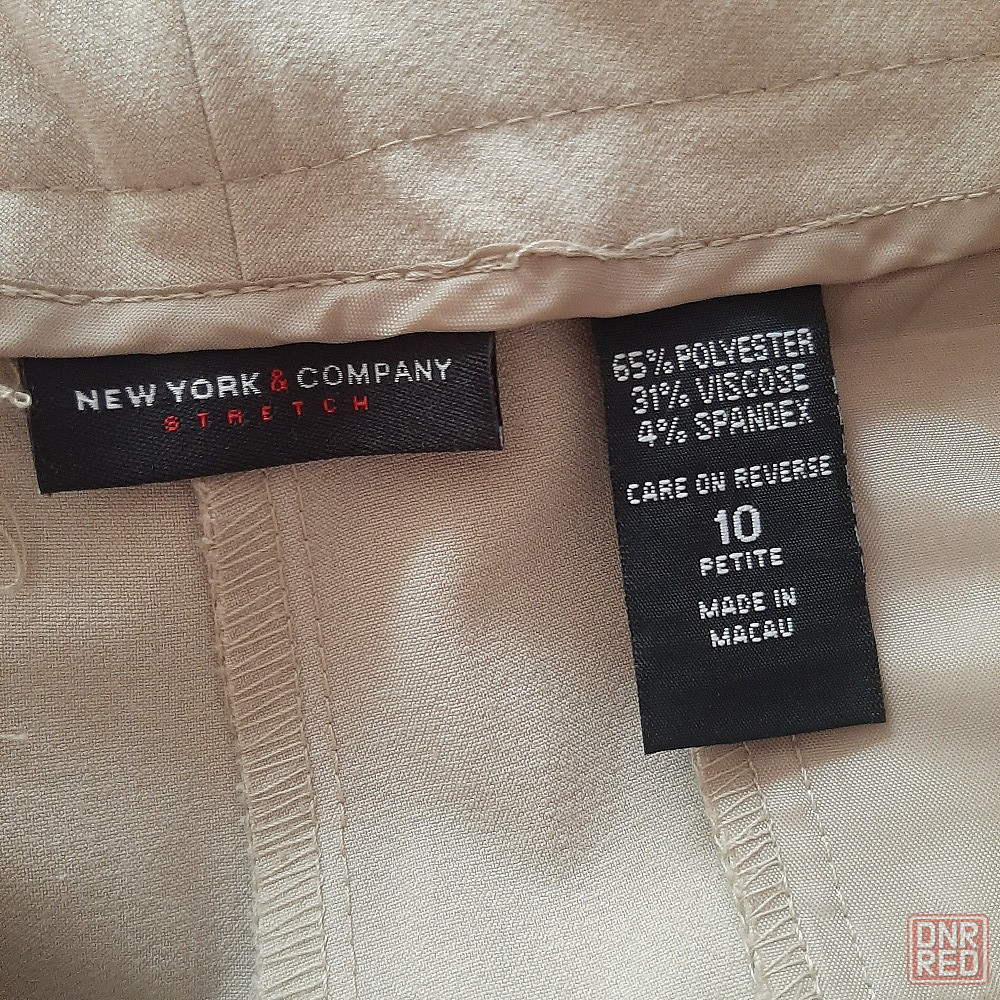 NEW YORK & COMPANY
STRETCH
65% POLYESTER
31% VISCOSE
4% SPANDEX
CARE ON REVERSE
10
PETITE
MADE IN
MACAU
DNR
RED